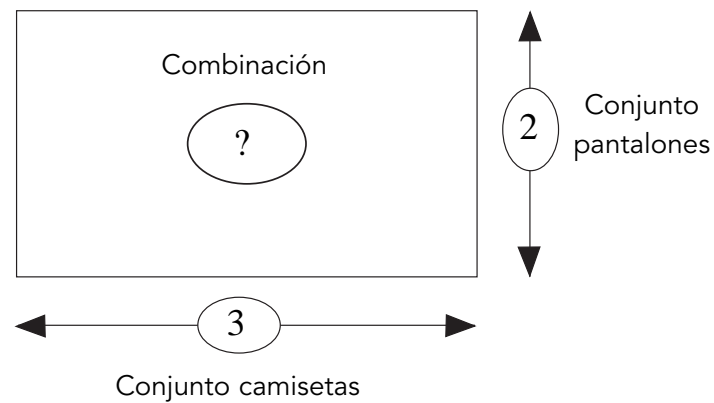 Combinación
?
2
Conjunto
pantalones
3
Conjunto camisetas